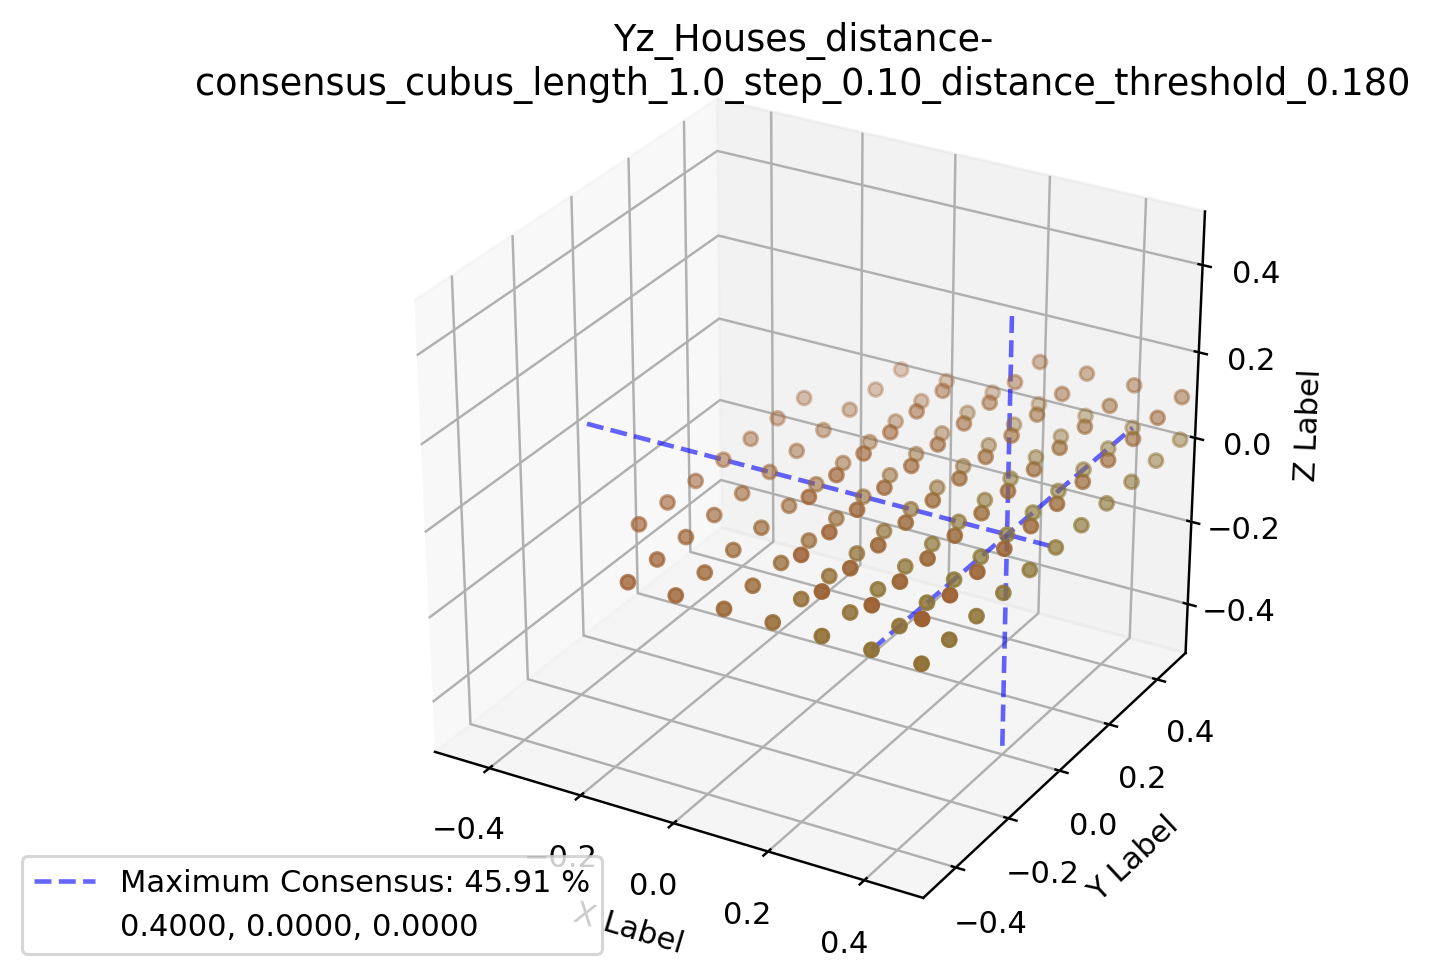 Yz_Houses_distance-
consensus_cubus_length_1.0_step_0.10_distance_threshold_0.180
0.4
0.2
0.0
−0.2
−0.4
Z Label
0.4
0.2
0.0
−0.2
−0.4
Y Label
−0.4
−0.2
0.0
0.2
0.4
X Label
Maximum Consensus: 45.91 %
0.4000, 0.0000, 0.0000